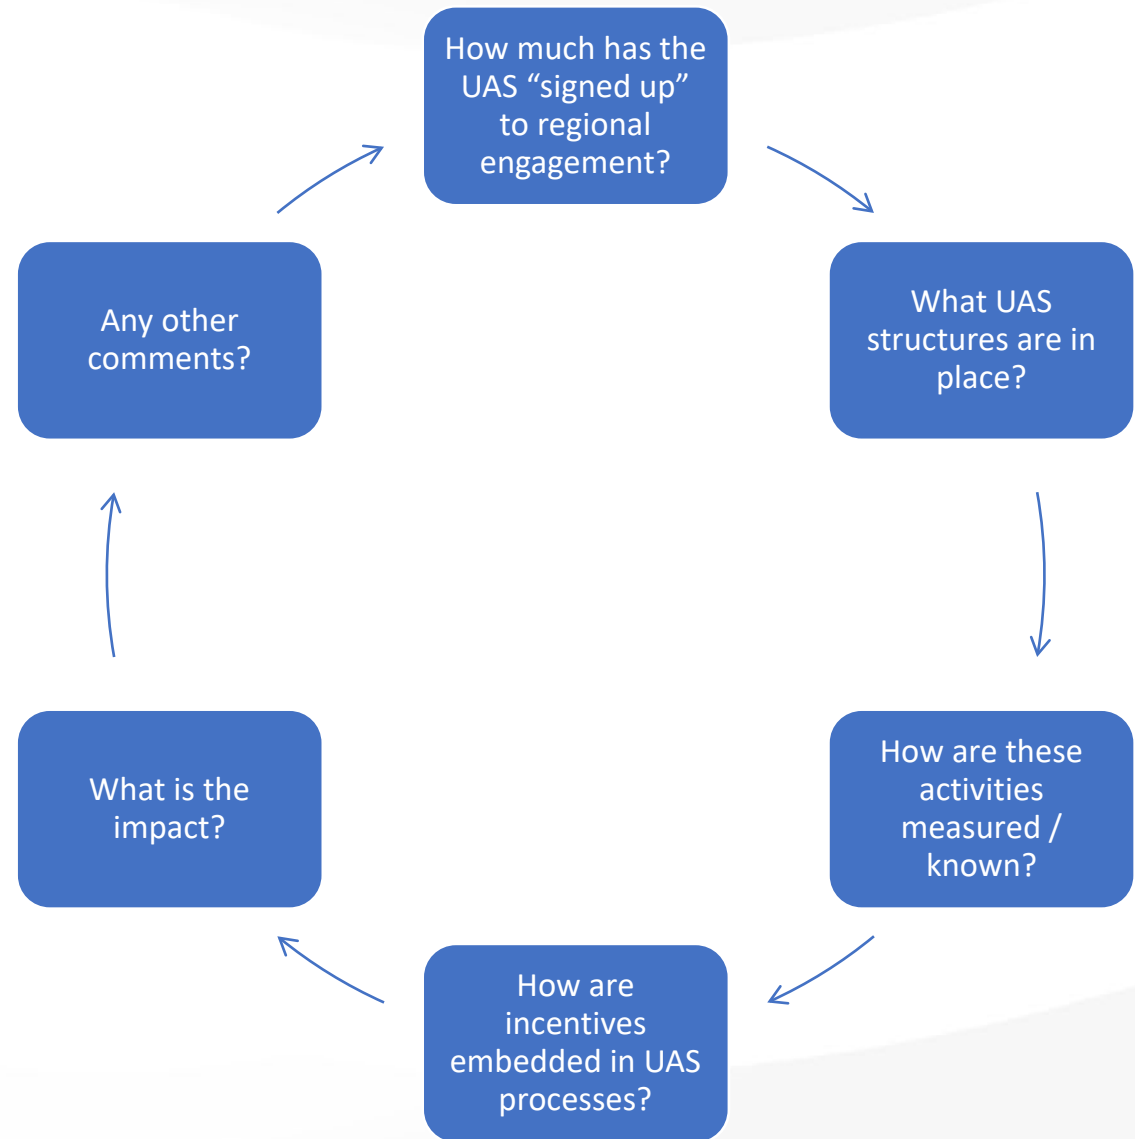 How much has the
UAS “signed up”
to regional
engagement?
What UAS
structures are in
place?
How are these
activities
measured /
known?
How are
incentives
embedded in UAS
processes?
What is the
impact?
Any other
comments?